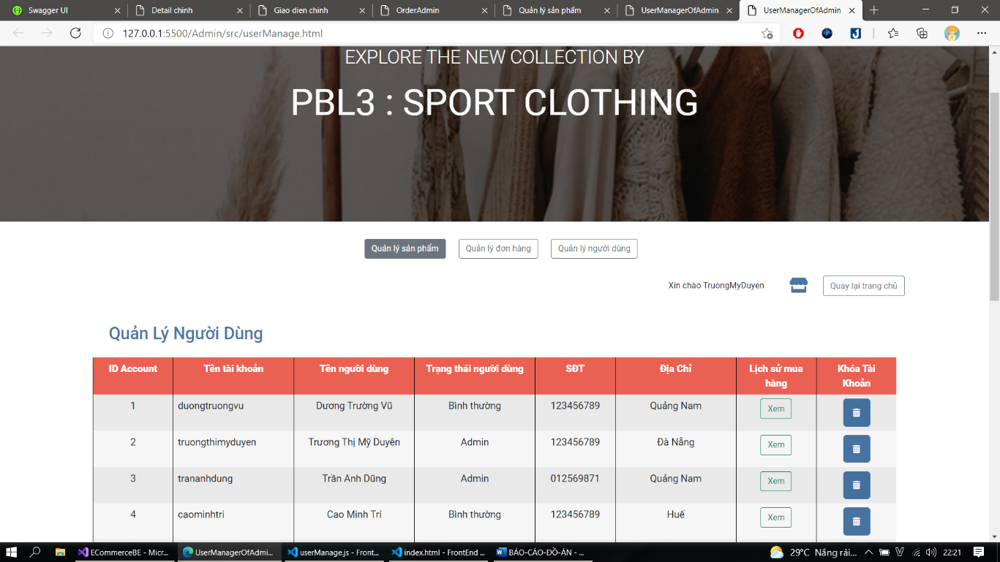 Swagger UI
Detail chinh
Giao dien chinh
OrderAdmin
Quản lý sản phẩm
UserManagerOfAdmin
UserManagerOfAdmin
127.0.0.1:5500/Admin/src/userManage.html
EXPLORE THE NEW COLLECTION BY
PBL3 : SPORT CLOTHING
Quản lý sản phẩm
Quản lý đơn hàng
Quản lý người dùng
Xin chào TruongMyDuyen
Quay lại trang chủ
Quản Lý Người Dùng
ID Account Tên tài khoản Tên người dùng Trạng thái người dùng SĐT Địa Chỉ Lịch sử mua Khóa Tài
hàng Khoản
1 duongtruongvu Dương Trường Vũ Bình thường 123456789 Quảng Nam Xem
2 truongthimyduyen Trương Thị Mỹ Duyên Admin 123456789 Đà Nẵng Xem
3 trananhdung Trần Anh Dũng Admin 012569871 Quảng Nam Xem
4 caominhtri Cao Minh Trí Bình thường 123456789 Huế Xem
ECommerceBE - Micr...
UserManagerOfAdmi...
userManage.js - Front...
index.html - FrontEnd ...
BÁO-CÁO-ĐỒ-ÁN - ...
29°C Nắng rải... 22:21